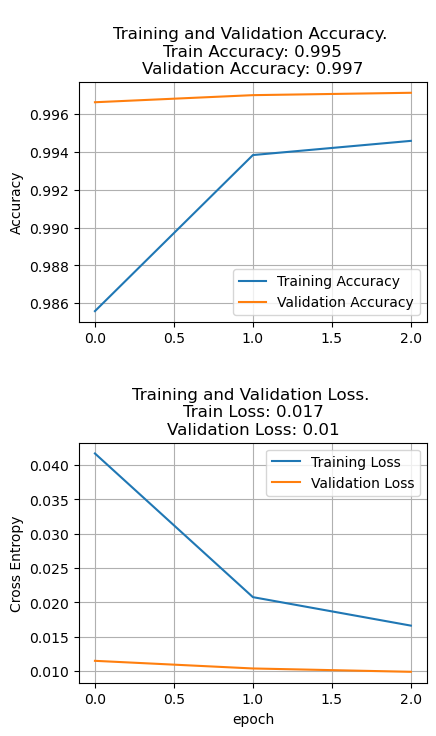 Training and Validation Accuracy.
Train Accuracy: 0.995
Validation Accuracy: 0.997
0.996
0.994
0.992
0.990
0.988
0.986
Accuracy
Training Accuracy
Validation Accuracy
0.0 0.5 1.0 1.5 2.0
Training and Validation Loss.
Train Loss: 0.017
Validation Loss: 0.01
0.040
0.035
0.030
0.025
0.020
0.015
0.010
Cross Entropy
Training Loss
Validation Loss
0.0 0.5 1.0 1.5 2.0
epoch